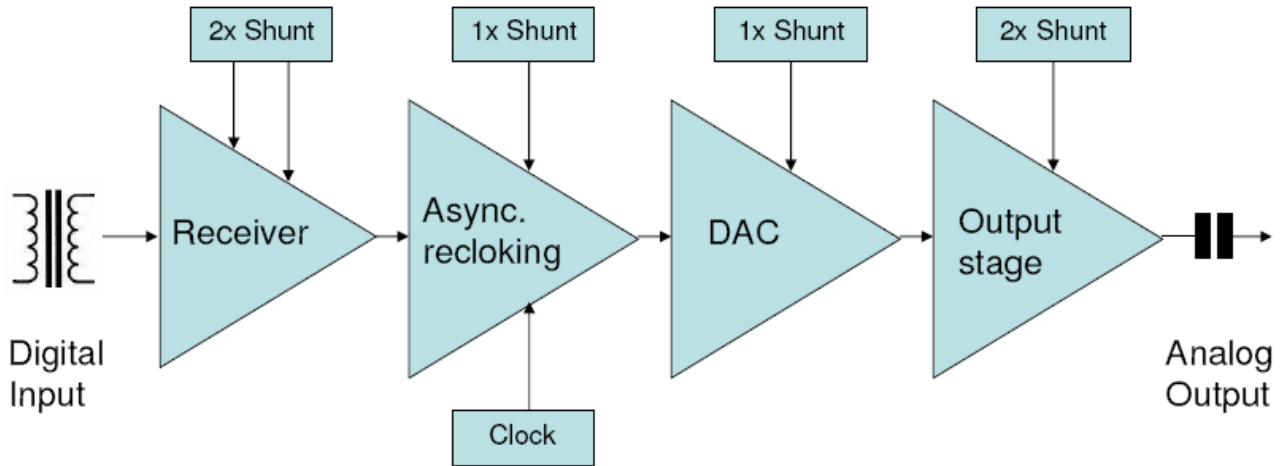 2x Shunt
1x Shunt
1x Shunt
2x Shunt
Receiver
Async.
recloking
DAC
Output
stage
Digital
Input
Analog
Output
Clock